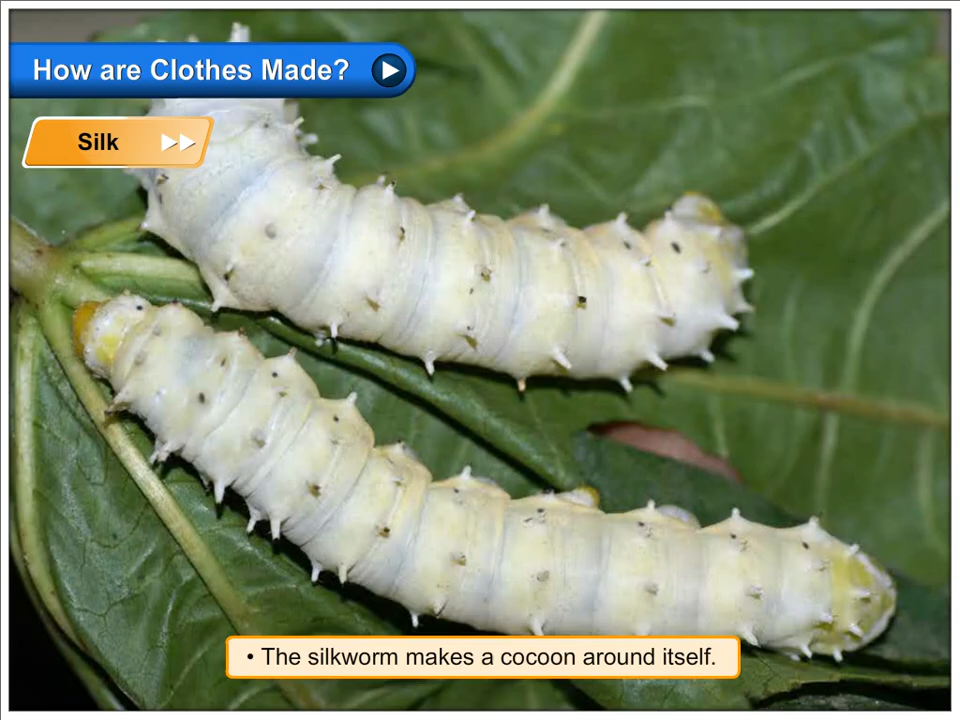 How are Clothes Made?
Silk
• The silkworm makes a cocoon around itself.